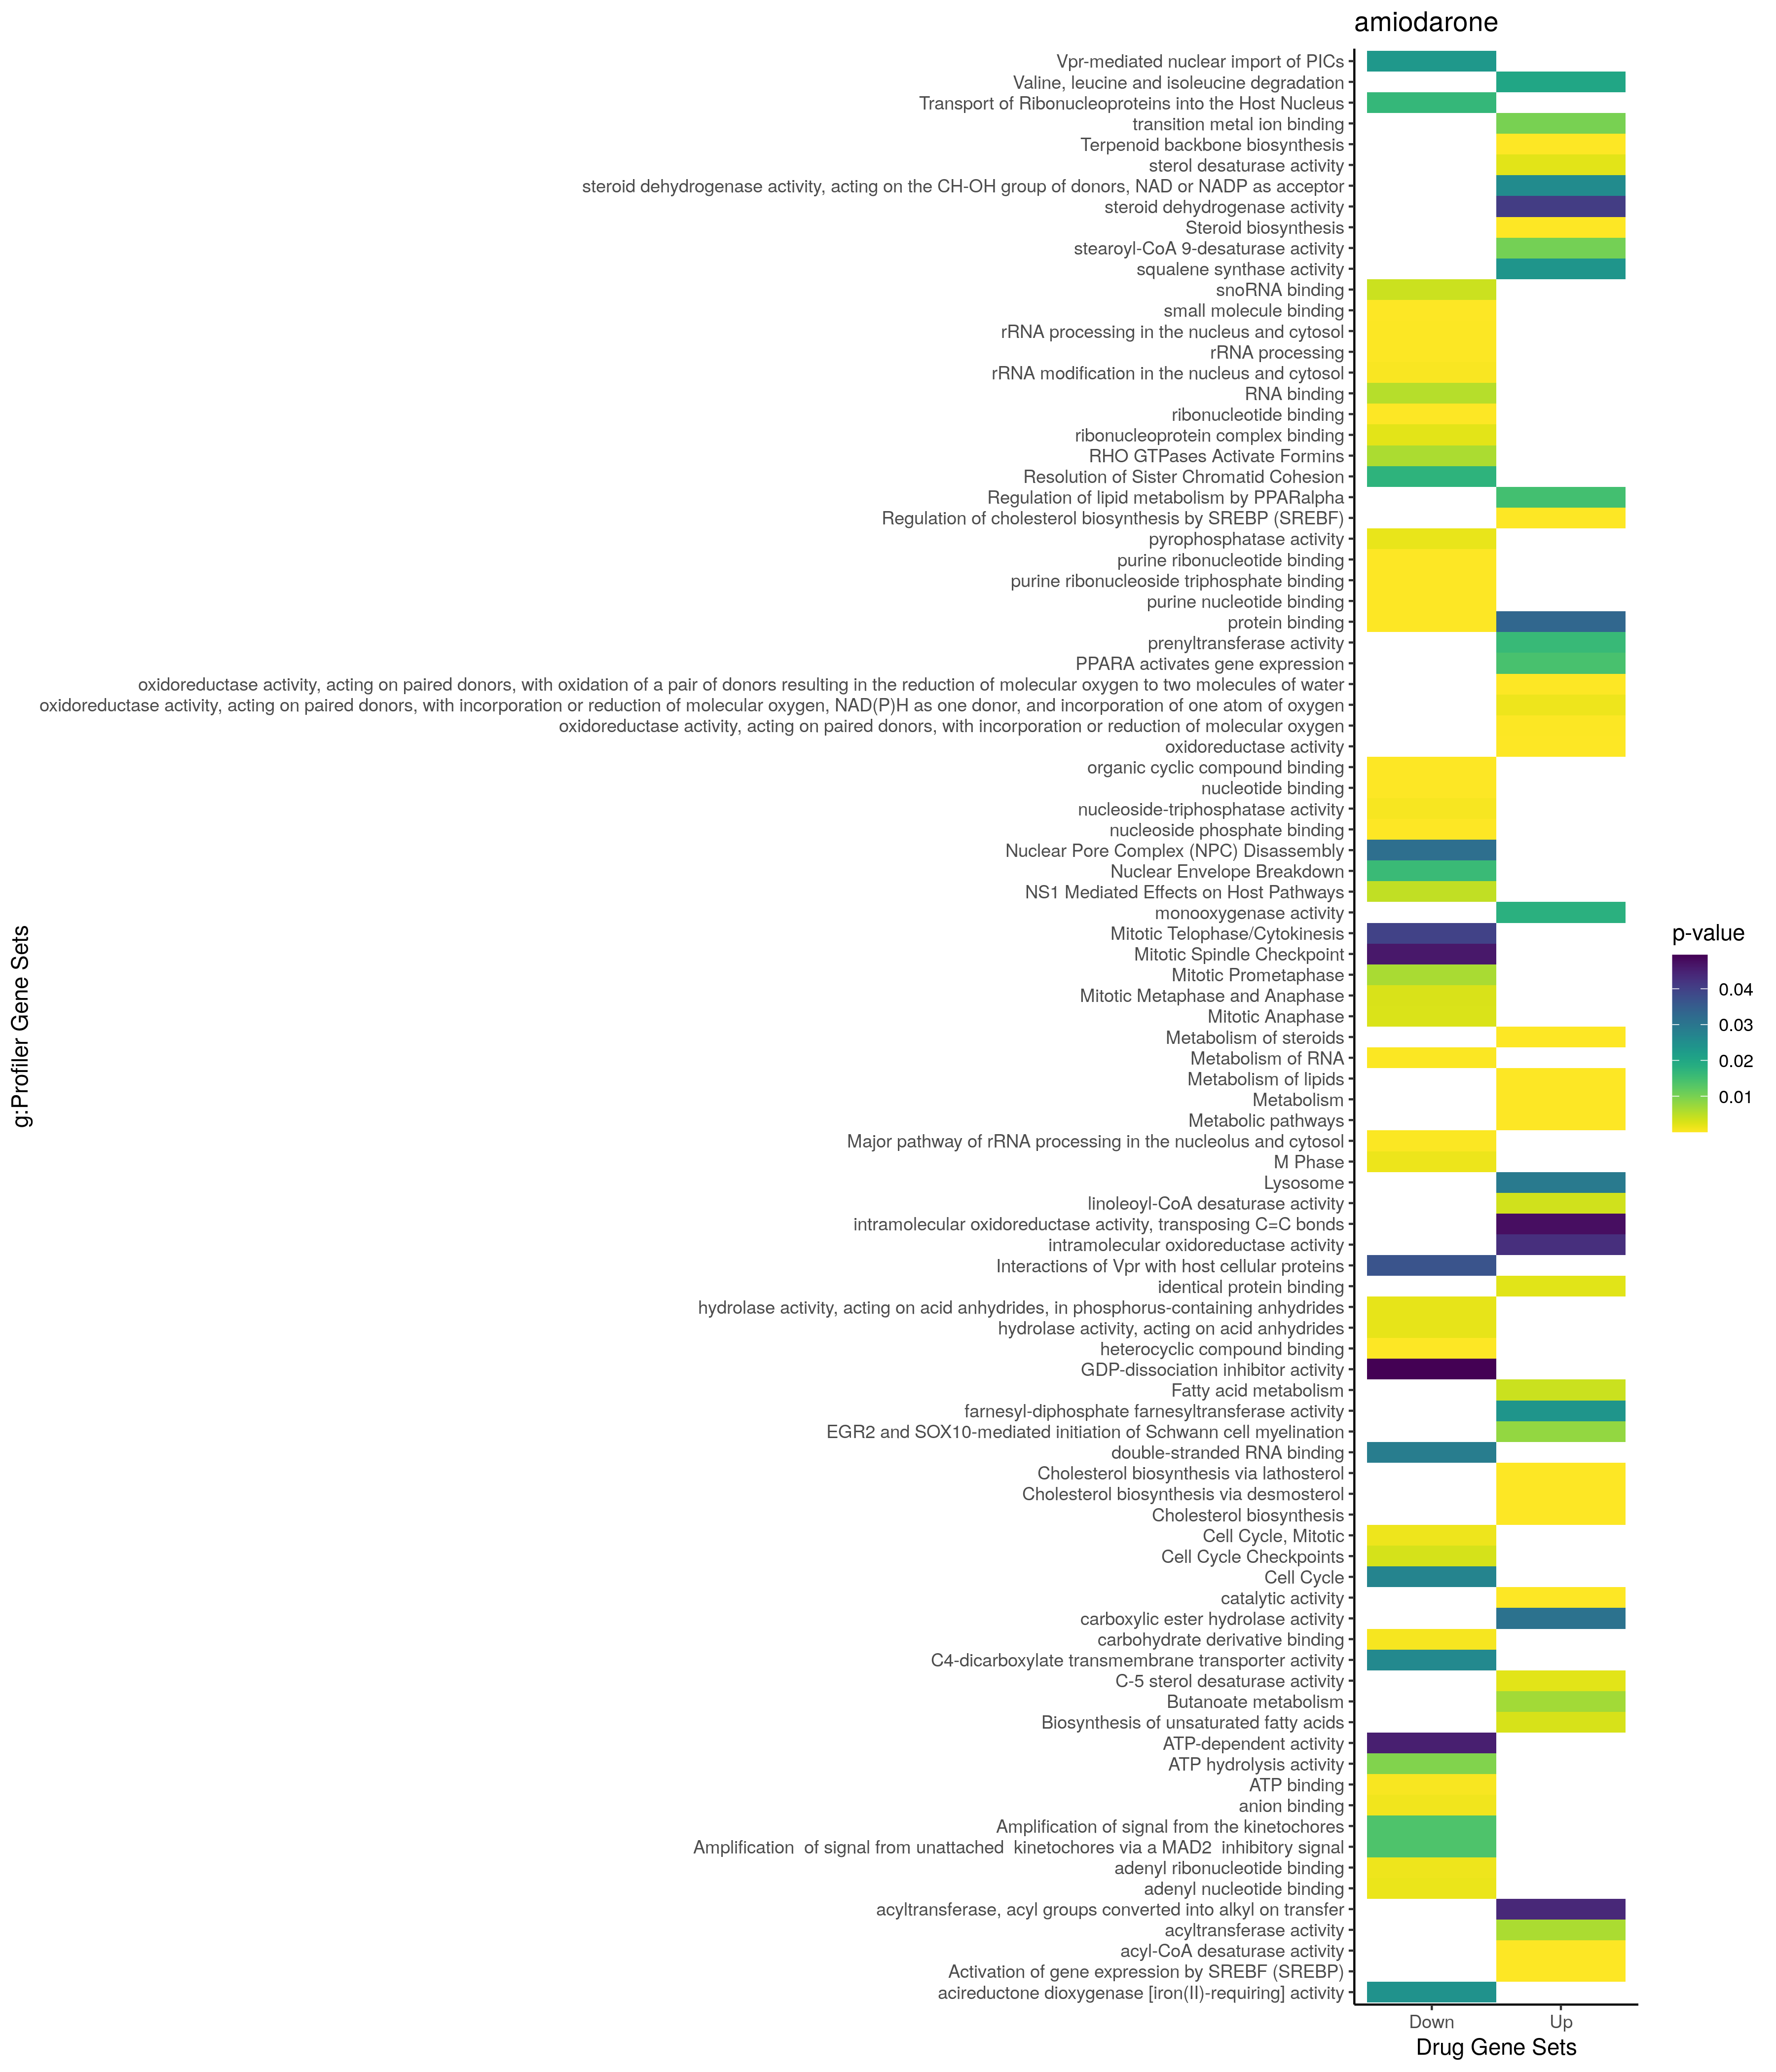 amiodarone
Vpr-mediated nuclear import of PICs
Valine, leucine and isoleucine degradation
Transport of Ribonucleoproteins into the Host Nucleus
transition metal ion binding
Terpenoid backbone biosynthesis
sterol desaturase activity
steroid dehydrogenase activity, acting on the CH-OH group of donors, NAD or NADP as acceptor
steroid dehydrogenase activity
Steroid biosynthesis
stearoyl-CoA 9-desaturase activity
squalene synthase activity
snoRNA binding
small molecule binding
rRNA processing in the nucleus and cytosol
rRNA processing
rRNA modification in the nucleus and cytosol
RNA binding
ribonucleotide binding
ribonucleoprotein complex binding
RHO GTPases Activate Formins
Resolution of Sister Chromatid Cohesion
Regulation of lipid metabolism by PPARalpha
Regulation of cholesterol biosynthesis by SREBP (SREBF)
pyrophosphatase activity
purine ribonucleotide binding
purine ribonucleoside triphosphate binding
purine nucleotide binding
protein binding
prenyltransferase activity
PPARA activates gene expression
oxidoreductase activity, acting on paired donors, with oxidation of a pair of donors resulting in the reduction of molecular oxygen to two molecules of water
oxidoreductase activity, acting on paired donors, with incorporation or reduction of molecular oxygen, NAD(P)H as one donor, and incorporation of one atom of oxygen
oxidoreductase activity, acting on paired donors, with incorporation or reduction of molecular oxygen
oxidoreductase activity
organic cyclic compound binding
nucleotide binding
nucleoside-triphosphatase activity
nucleoside phosphate binding
Nuclear Pore Complex (NPC) Disassembly
Nuclear Envelope Breakdown
NS1 Mediated Effects on Host Pathways
monooxygenase activity
Mitotic Telophase/Cytokinesis
Mitotic Spindle Checkpoint
Mitotic Prometaphase
Mitotic Metaphase and Anaphase
Mitotic Anaphase
Metabolism of steroids
Metabolism of RNA
Metabolism of lipids
Metabolism
Metabolic pathways
Major pathway of rRNA processing in the nucleolus and cytosol
M Phase
Lysosome
linoleoyl-CoA desaturase activity
intramolecular oxidoreductase activity, transposing C=C bonds
intramolecular oxidoreductase activity
Interactions of Vpr with host cellular proteins
identical protein binding
hydrolase activity, acting on acid anhydrides, in phosphorus-containing anhydrides
hydrolase activity, acting on acid anhydrides
heterocyclic compound binding
GDP-dissociation inhibitor activity
Fatty acid metabolism
farnesyl-diphosphate farnesyltransferase activity
EGR2 and SOX10-mediated initiation of Schwann cell myelination
double-stranded RNA binding
Cholesterol biosynthesis via lathosterol
Cholesterol biosynthesis via desmosterol
Cholesterol biosynthesis
Cell Cycle, Mitotic
Cell Cycle Checkpoints
Cell Cycle
catalytic activity
carboxylic ester hydrolase activity
carbohydrate derivative binding
C4-dicarboxylate transmembrane transporter activity
C-5 sterol desaturase activity
Butanoate metabolism
Biosynthesis of unsaturated fatty acids
ATP-dependent activity
ATP hydrolysis activity
ATP binding
anion binding
Amplification of signal from the kinetochores
Amplification  of signal from unattached  kinetochores via a MAD2  inhibitory signal
adenyl ribonucleotide binding
adenyl nucleotide binding
acyltransferase, acyl groups converted into alkyl on transfer
acyltransferase activity
acyl-CoA desaturase activity
Activation of gene expression by SREBF (SREBP)
acireductone dioxygenase [iron(II)-requiring] activity
Down
Up
Drug Gene Sets
g:Profiler Gene Sets
p-value
0.04
0.03
0.02
0.01